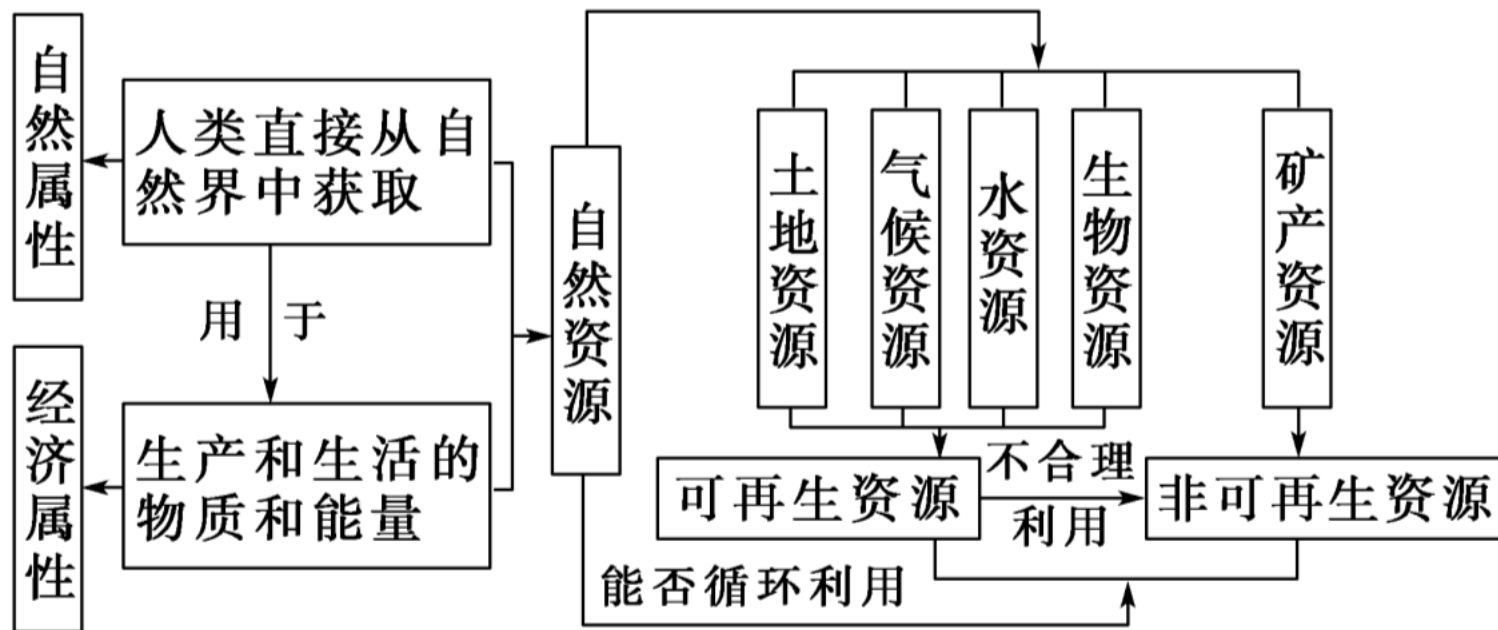 自然属性
人类直接从自
然界中获取
用于
经济属性
生产和生活的
物质和能量
自然资源
土地资源
气候资源
水资源
生物资源
矿产资源
可再生资源
不合理
利用
非可再生资源
能否循环利用